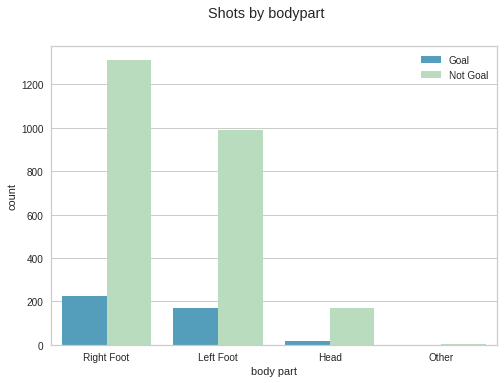 Shots by bodypart
Goal
Not Goal
1200
1000
800
600
400
200
0
count
Right Foot
Left Foot
Head
Other
body part